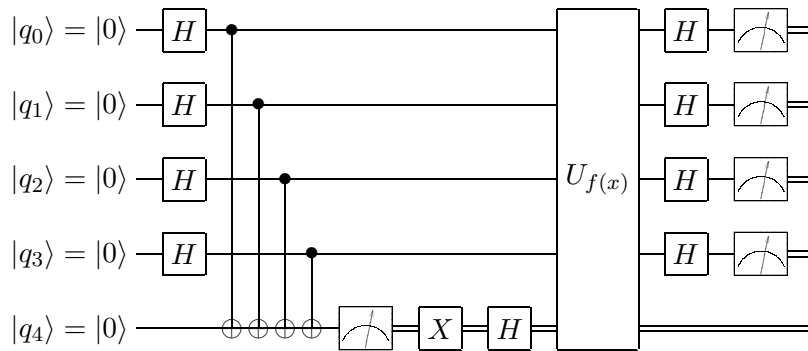 |q₀⟩ = |0⟩ H H
|q₁⟩ = |0⟩ H H
|q₂⟩ = |0⟩ H U_{f(x)} H
|q₃⟩ = |0⟩ H H
|q₄⟩ = |0⟩ X H